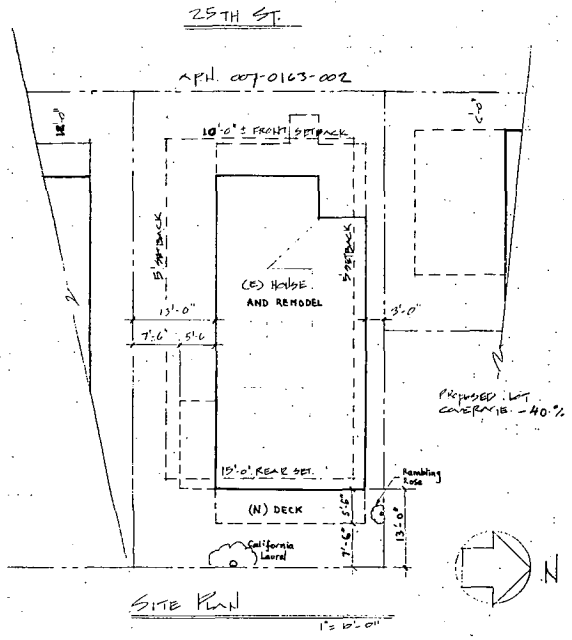 25TH ST.
APN. 007-0163-002
18'-0"
10'-0" ± FRONT SETBACK
5' SETBACK
5' SETBACK
(E) HOUSE
AND REMODEL
13'-0"
3'-0"
7'-6" 5'-6
PROPOSED LOT
COVERAGE - 40 %
15'-0" REAR SET.
Rambling
Rose
(N) DECK
5'-6"
7'-6"
13'-0"
California
Laurel
N
SITE PLAN